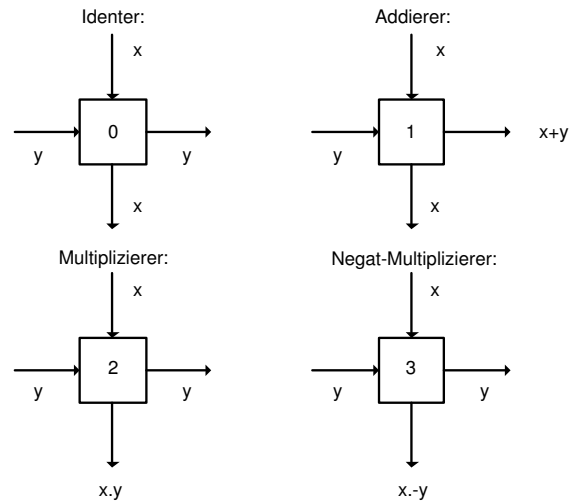 Identer:
x
0
y
y
x
Addierer:
x
1
y
x+y
x
Multiplizierer:
x
2
y
y
x.y
Negat-Multiplizierer:
x
3
y
y
x.-y